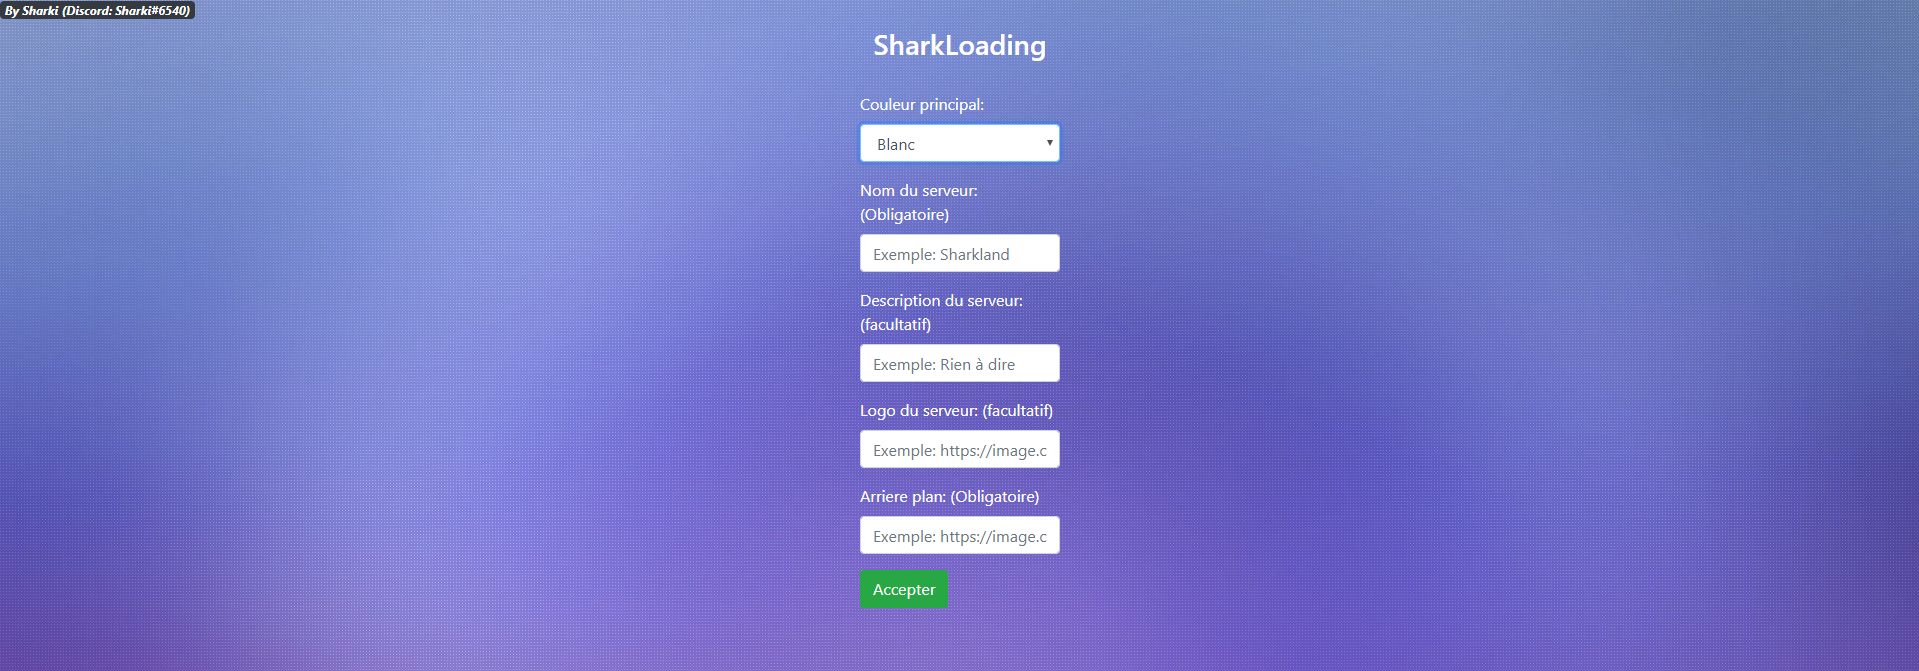 By Sharki (Discord: Sharki#6540)
SharkLoading
Couleur principal:
Blanc
Nom du serveur:
(Obligatoire)
Exemple: Sharkland
Description du serveur:
(facultatif)
Exemple: Rien à dire
Logo du serveur: (facultatif)
Exemple: https://image.c
Arriere plan: (Obligatoire)
Exemple: https://image.c
Accepter